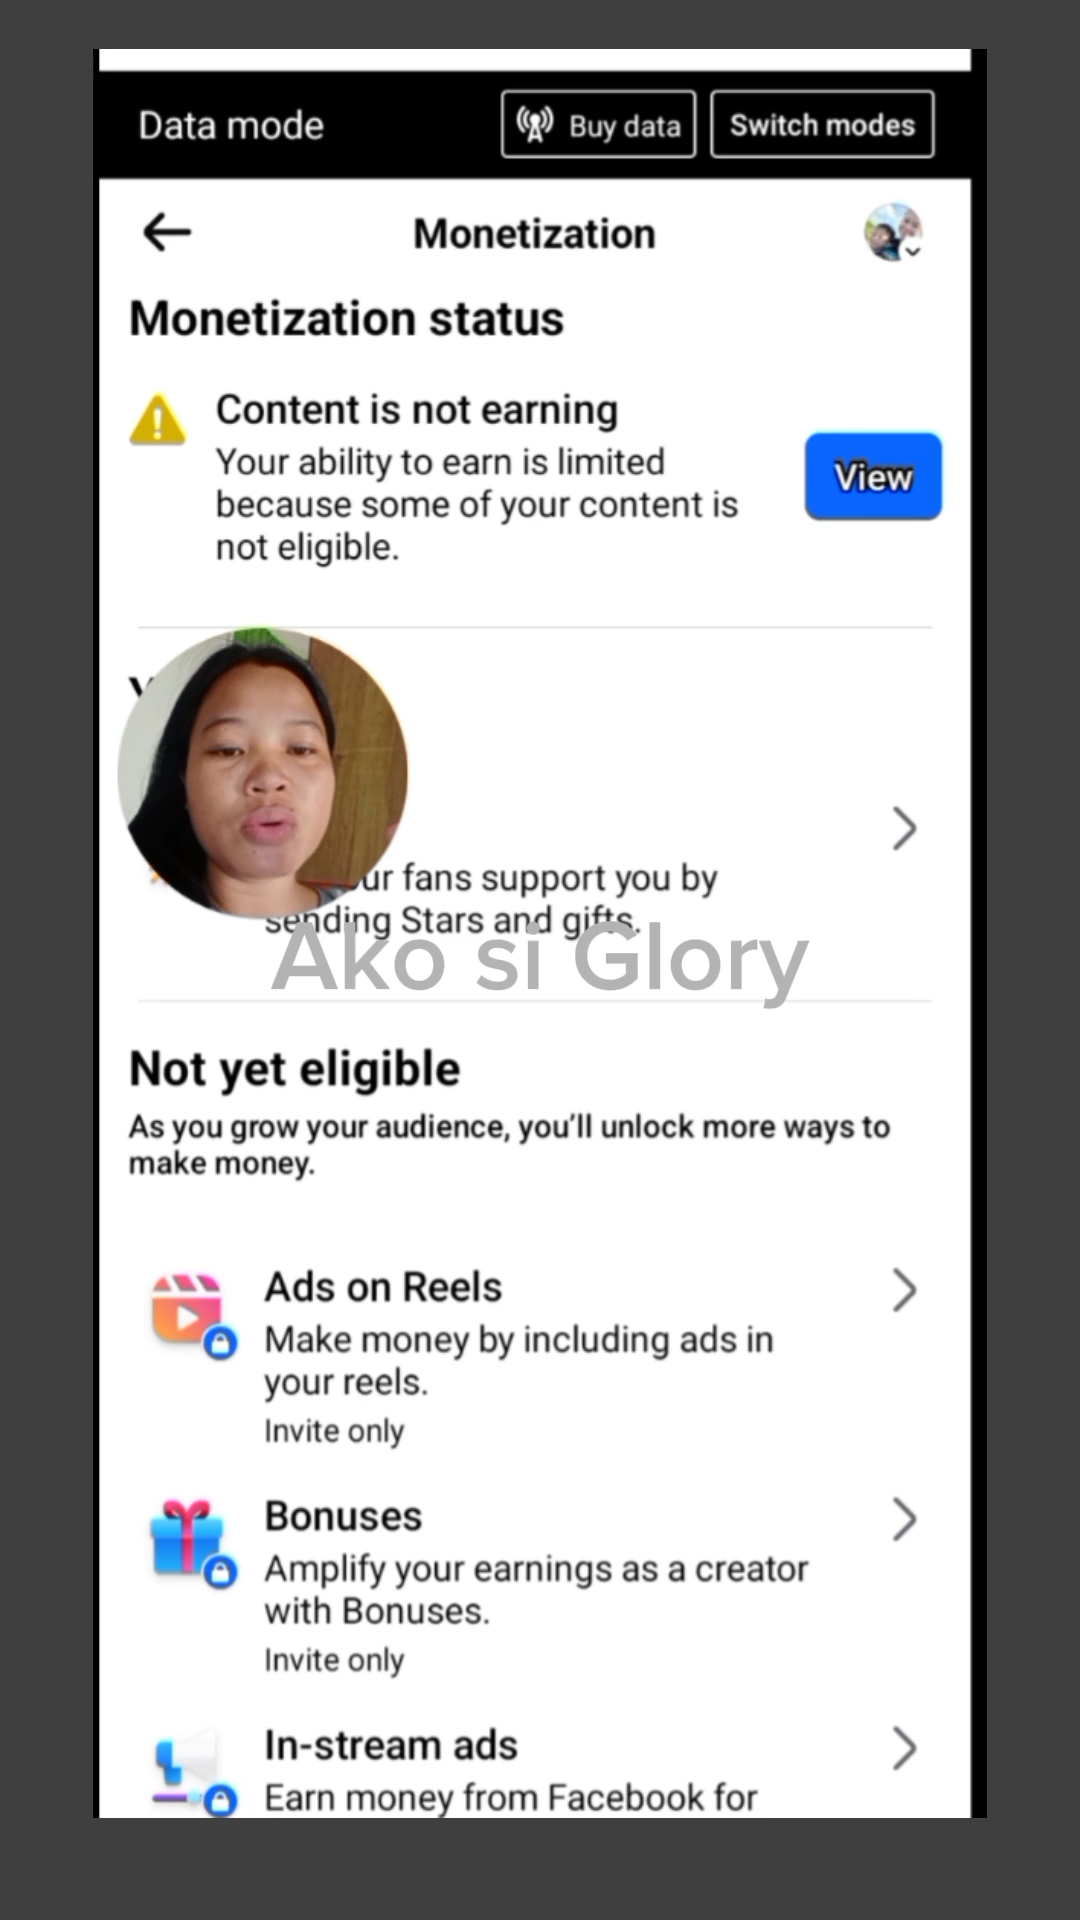 Data mode
Buy data
Switch modes
Monetization
Monetization status
Content is not earning
Your ability to earn is limited
because some of your content is
not eligible.
View
fans support you by
sending Stars and gifts.
Ako si Glory
Not yet eligible
As you grow your audience, you’ll unlock more ways to
make money.
Ads on Reels
Make money by including ads in
your reels.
Invite only
Bonuses
Amplify your earnings as a creator
with Bonuses.
Invite only
In-stream ads
Earn money from Facebook for